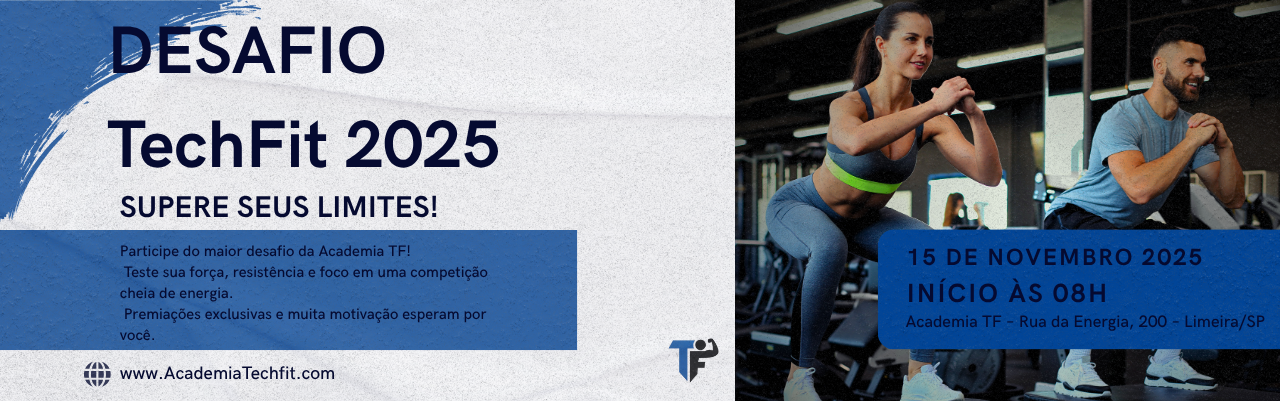 DESAFIO
TechFit 2025
SUPERE SEUS LIMITES!
Participe do maior desafio da Academia TF!
Teste sua força, resistência e foco em uma competição
cheia de energia.
Premiações exclusivas e muita motivação esperam por
você.
www.AcademiaTechfit.com
TF
15 DE NOVEMBRO 2025
INÍCIO ÀS 08H
Academia TF – Rua da Energia, 200 – Limeira/SP